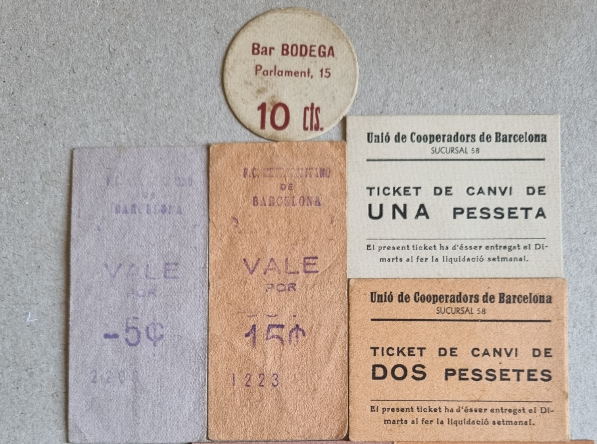 Bar BODEGA
Parlament, 15
10 cts.
DE
BARCELONA
VALE
POR
-5¢
DE
BARCELONA
VALE
POR
15¢
1223
Unió de Cooperadors de Barcelona
SUCURSAL 58
TICKET DE CANVI DE
UNA PESSETA
El present ticket ha d'ésser entregat el Di-
marts al fer la liquidació setmanal.
Unió de Cooperadors de Barcelona
SUCURSAL 58
TICKET DE CANVI DE
DOS PESSETES
El present ticket ha d'ésser entregat el Di-
marts al fer la liquidació setmanal.